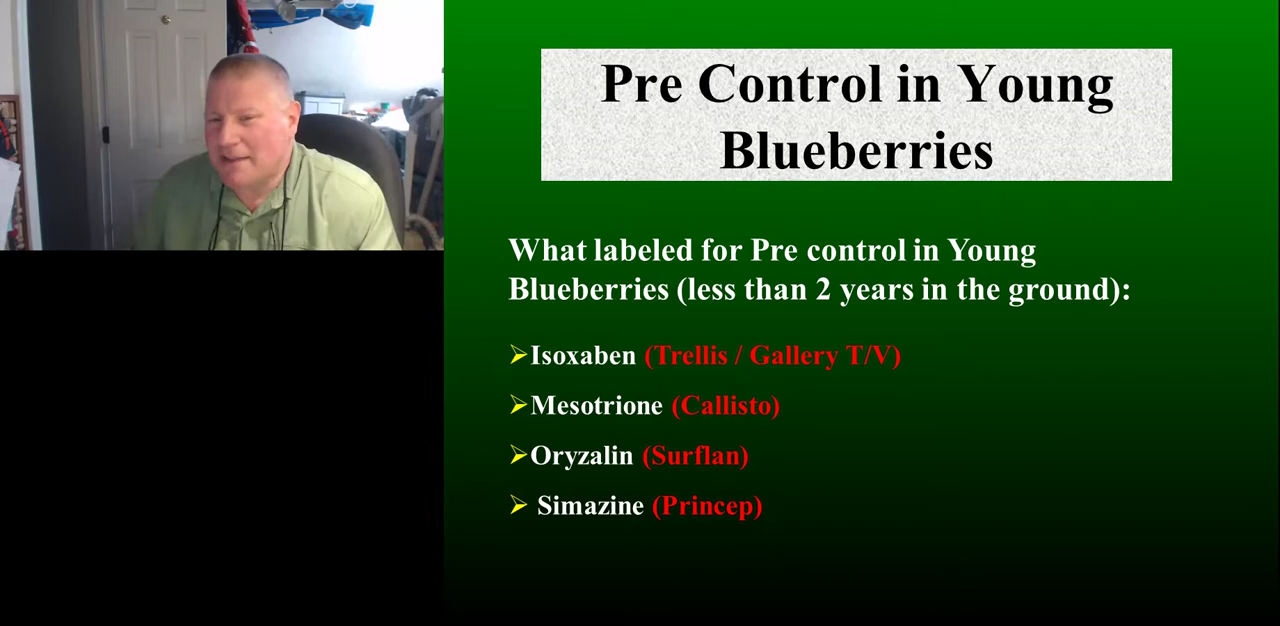 Pre Control in Young
Blueberries
What labeled for Pre control in Young
Blueberries (less than 2 years in the ground):
Isoxaben (Trellis / Gallery T/V)
Mesotrione (Callisto)
Oryzalin (Surflan)
Simazine (Princep)